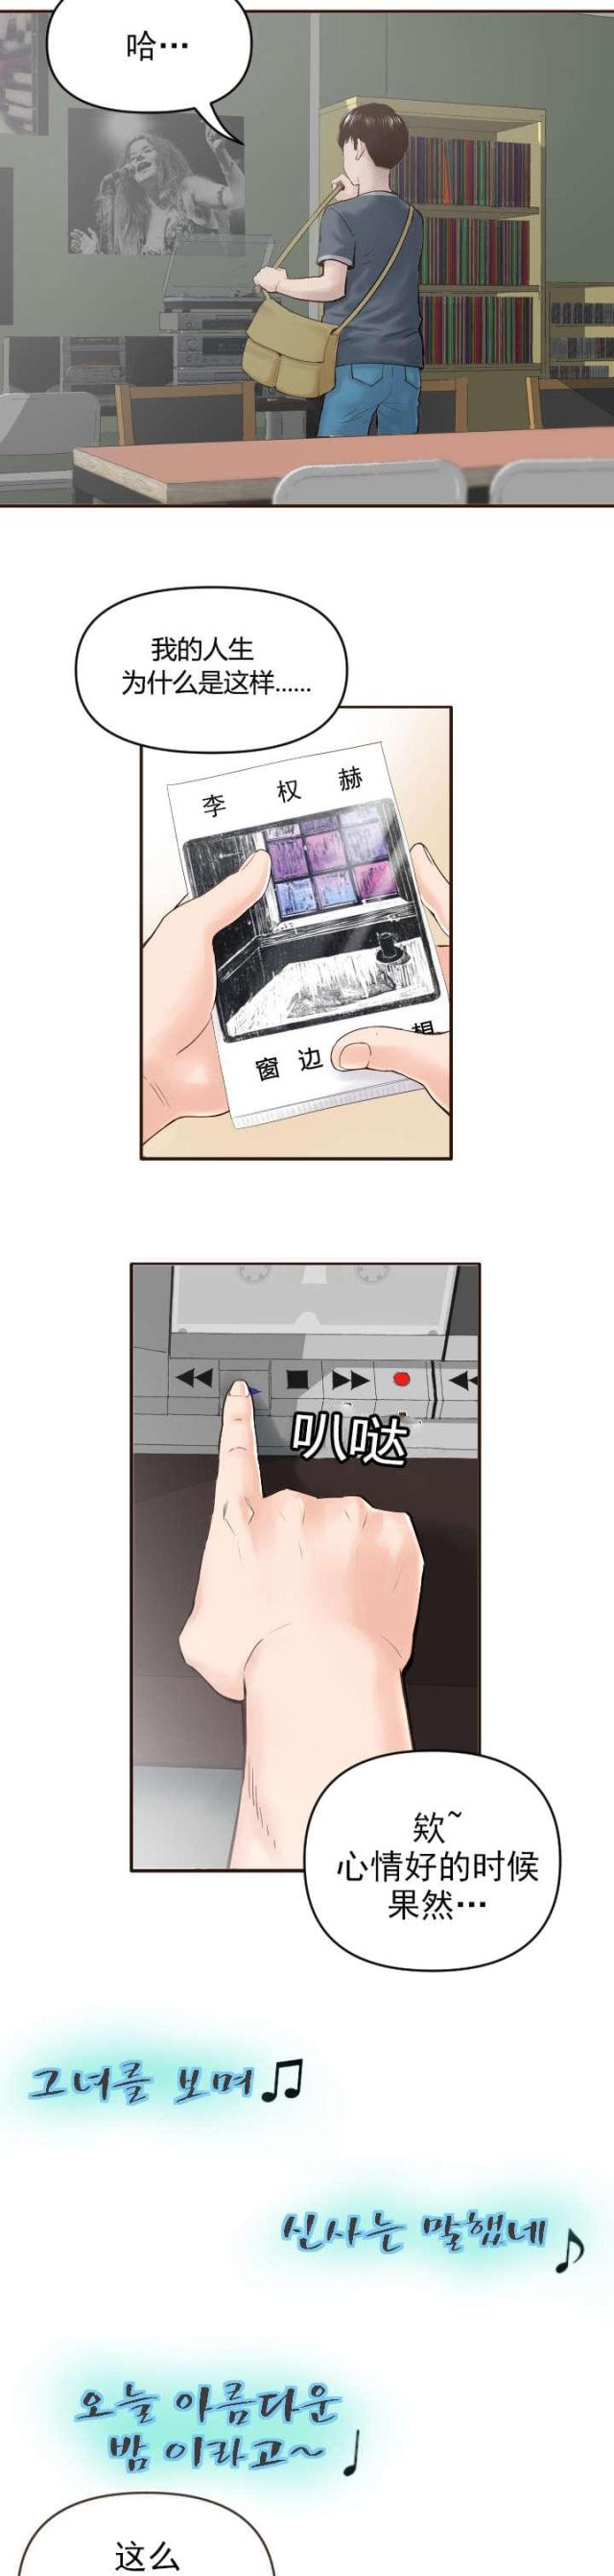 哈…
我的人生
为什么是这样……
李 权 赫
窗 边 想
叭哒
欸~
心情好的时候
果然…
그녀를 보며
신사는 말했네
오늘 아름다운
밤 이라고~
这么